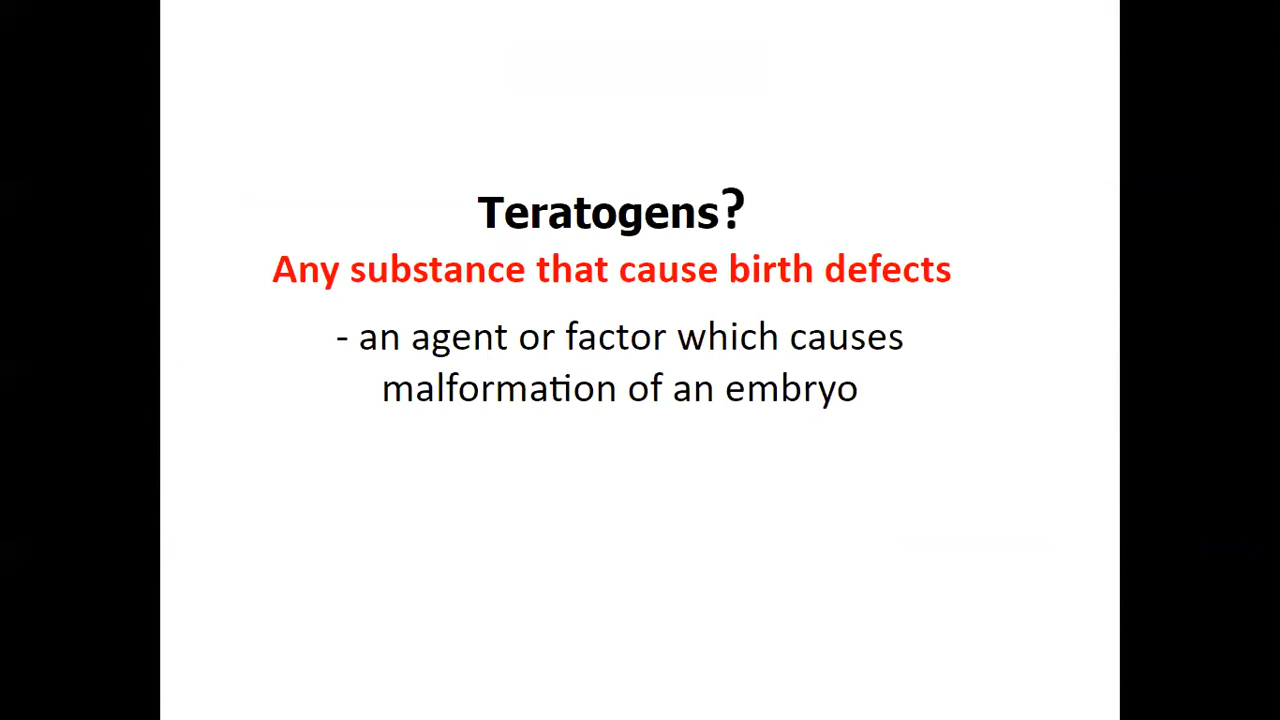 Teratogens?
Any substance that cause birth defects
- an agent or factor which causes
malformation of an embryo